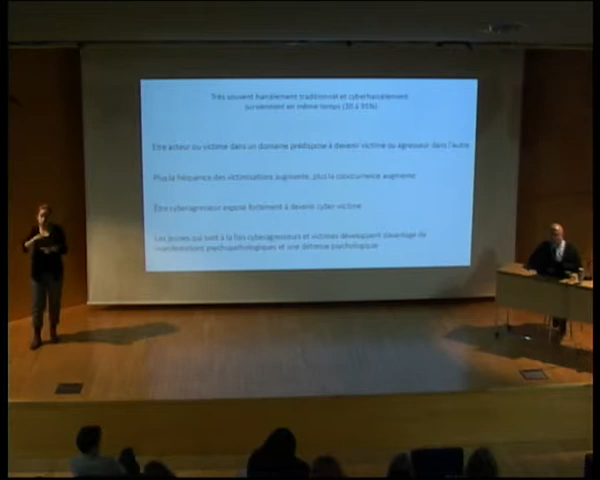 Très souvent harcèlement traditionnel et cyberharcèlement
surviennent en même temps (30 à 95%)
Etre acteur ou victime dans un domaine prédispose à devenir victime ou agresseur dans l'autre
Plus la fréquence des victimisations augmente, plus la cooccurrence augmente
Être cyberagresseur expose fortement à devenir cyber-victime
Les jeunes qui sont à la fois cyberagresseurs et victimes développent davantage de
manifestations psychopathologiques et une détresse psychologique